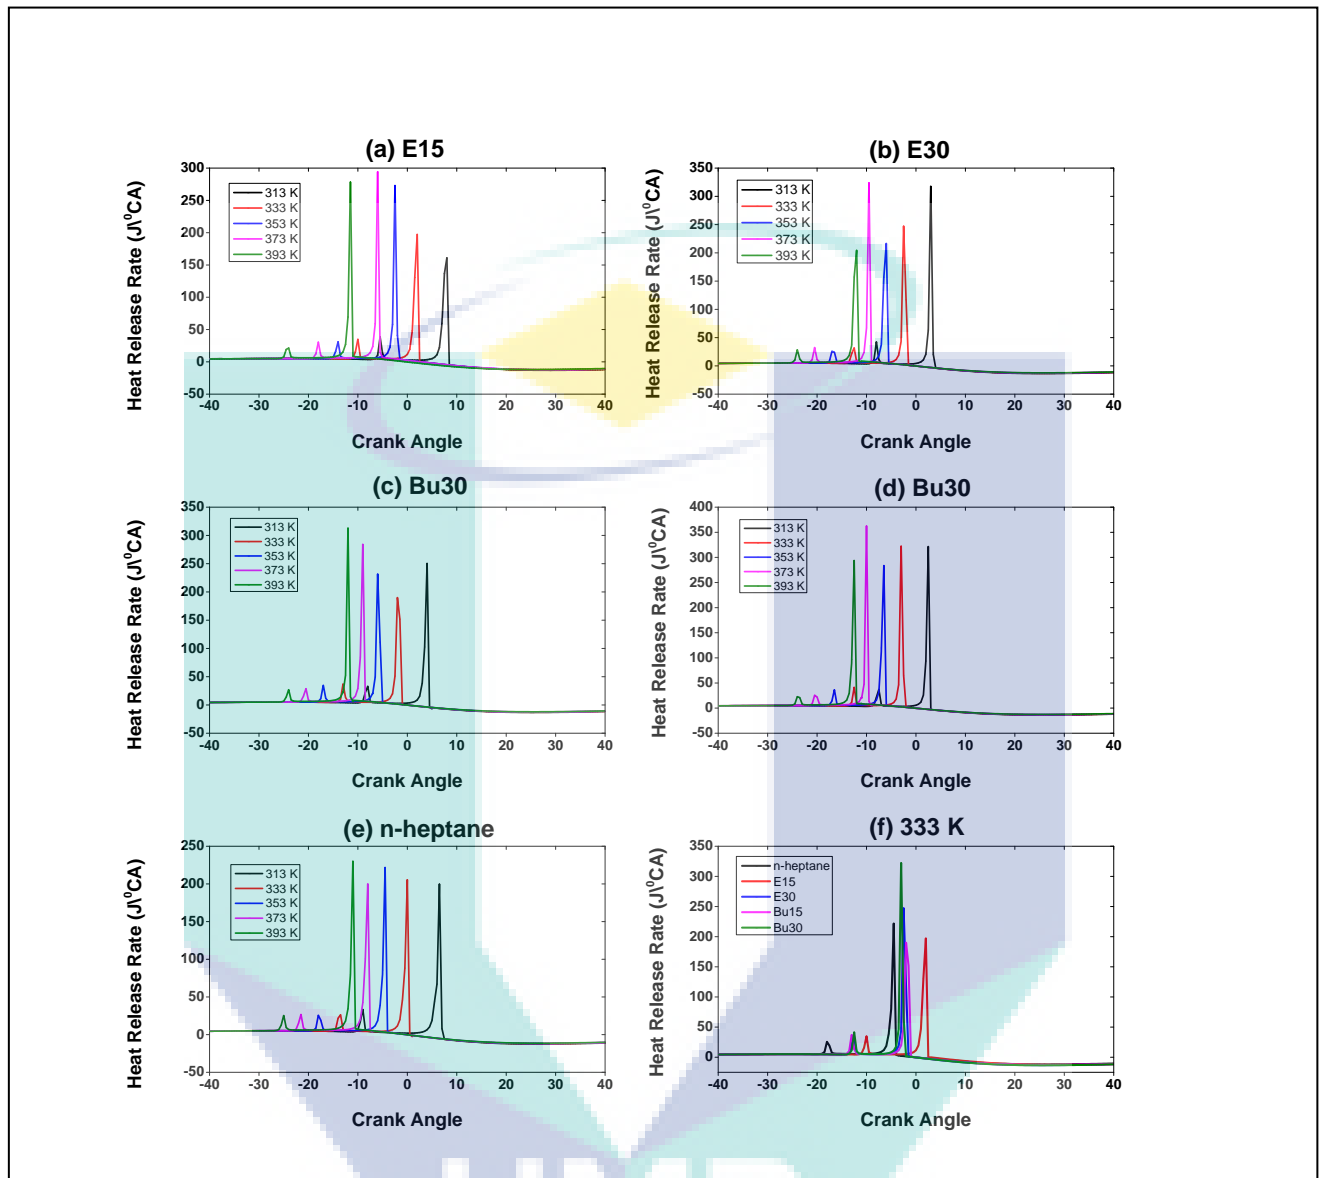 (a) E15
300
250
200
150
100
50
0
-50
Heat Release Rate (J\⁰CA)
313 K
333 K
353 K
373 K
393 K
-40 -30 -20 -10 0 10 20 30 40
Crank Angle
(b) E30
350
300
250
200
150
100
50
0
-50
Heat Release Rate (J\⁰CA)
313 K
333 K
353 K
373 K
393 K
-40 -30 -20 -10 0 10 20 30 40
Crank Angle
(c) Bu30
350
300
250
200
150
100
50
0
-50
Heat Release Rate (J\⁰CA)
313 K
333 K
353 K
373 K
393 K
-40 -30 -20 -10 0 10 20 30 40
Crank Angle
(d) Bu30
400
350
300
250
200
150
100
50
0
-50
Heat Release Rate (J\⁰CA)
313 K
333 K
353 K
373 K
393 K
-40 -30 -20 -10 0 10 20 30 40
Crank Angle
(e) n-heptane
250
200
150
100
50
0
-50
Heat Release Rate (J\⁰CA)
313 K
333 K
353 K
373 K
393 K
-40 -30 -20 -10 0 10 20 30 40
Crank Angle
(f) 333 K
350
300
250
200
150
100
50
0
Heat Release Rate (J\⁰CA)
n-heptane
E15
E30
Bu15
Bu30
-40 -30 -20 -10 0 10 20 30 40
Crank Angle